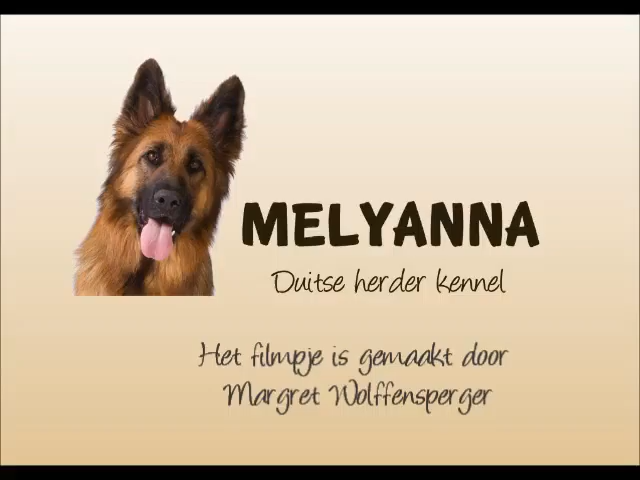 MELYANNA
Duitse herder kennel
Het filmpje is gemaakt door
Margret Wolffensperger